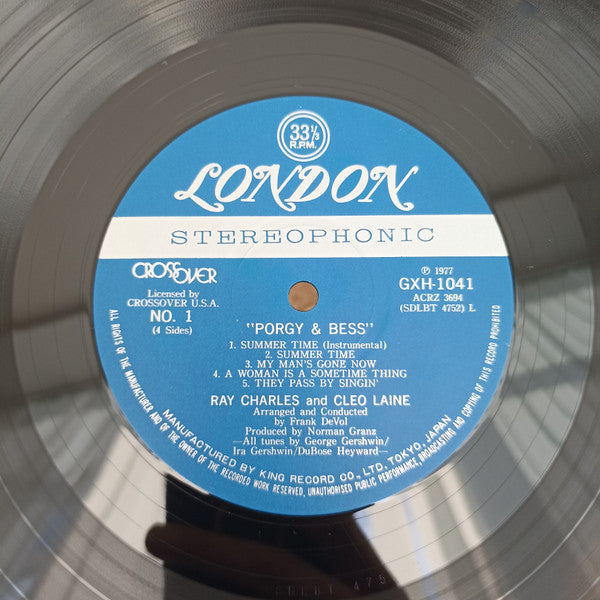 33⅓
R.P.M.
LONDON
STEREOPHONIC
CROSSOVER
Licensed by
CROSSOVER U.S.A.
NO. 1
(4 Sides)
℗ 1977
GXH-1041
ACRZ 3694
(SDLBT 4752) L
"PORGY & BESS"
1. SUMMER TIME (Instrumental)
2. SUMMER TIME
3. MY MAN'S GONE NOW
4. A WOMAN IS A SOMETIME THING
5. THEY PASS BY SINGIN'
RAY CHARLES and CLEO LAINE
Arranged and Conducted
by Frank DeVol
Produced by Norman Granz
—All tunes by George Gershwin/
Ira Gershwin/DuBose Heyward—
MANUFACTURED BY KING RECORD CO., LTD, TOKYO, JAPAN
ALL RIGHTS OF THE MANUFACTURER AND OF THE OWNER OF THE RECORDED WORK RESERVED, UNAUTHORISED PUBLIC PERFORMANCE, BROADCASTING AND COPYING OF THIS RECORD PROHIBITED